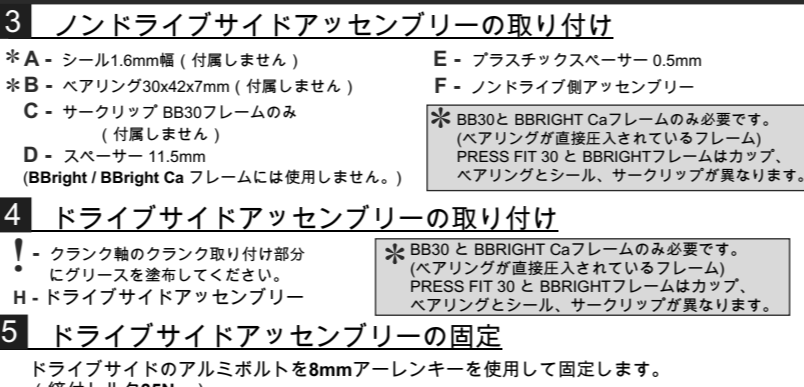 3 ノンドライブサイドアッセンブリーの取り付け
＊A - シール1.6mm幅 ( 付属しません )
＊B - ベアリング30x42x7mm ( 付属しません )
C - サークリップ BB30フレームのみ
( 付属しません )
D - スペーサー 11.5mm
(BBright / BBright Ca フレームには使用しません。)
E - プラスチックスペーサー 0.5mm
F - ノンドライブ側アッセンブリー
＊ BB30と BBRIGHT Caフレームのみ必要です。
(ベアリングが直接圧入されているフレーム)
PRESS FIT 30 と BBRIGHTフレームはカップ、
ベアリングとシール、サークリップが異なります。
4 ドライブサイドアッセンブリーの取り付け
! - クランク軸のクランク取り付け部分
にグリースを塗布してください。
H - ドライブサイドアッセンブリー
＊ BB30 と BBRIGHT Caフレームのみ必要です。
(ベアリングが直接圧入されているフレーム)
PRESS FIT 30 と BBRIGHTフレームはカップ、
ベアリングとシール、サークリップが異なります。
5 ドライブサイドアッセンブリーの固定
ドライブサイドのアルミボルトを8mmアーレンキーを使用して固定します。